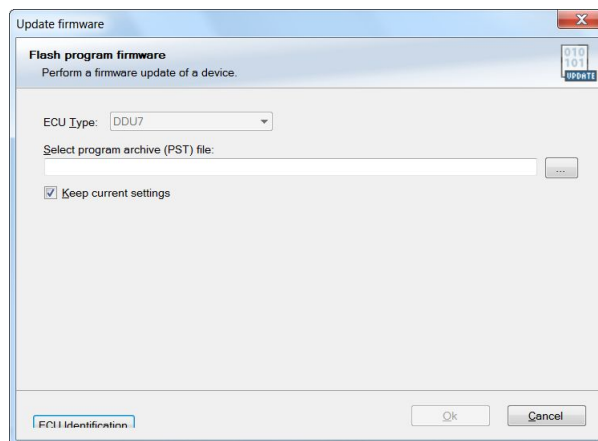 Update firmware
Flash program firmware
Perform a firmware update of a device.
010
101
UPDATE
ECU Type: DDU7
Select program archive (PST) file:
...
Keep current settings
Ok
Cancel
ECU Identification